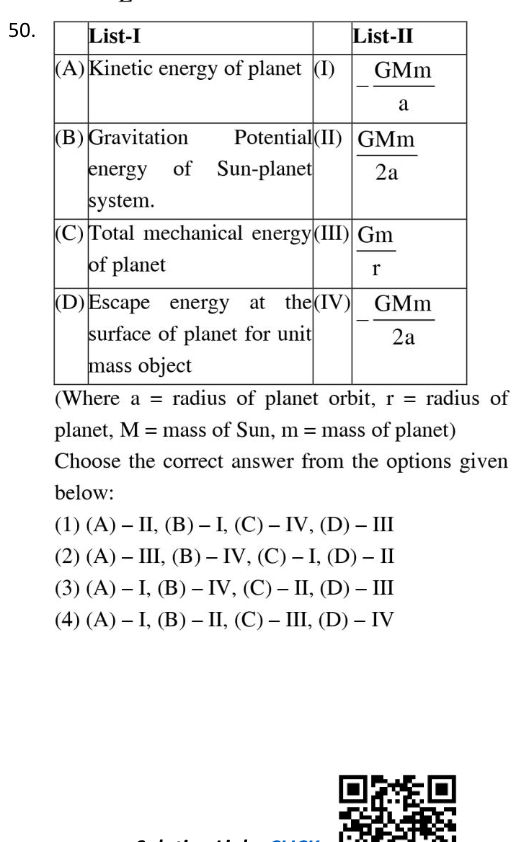 50.
List-I List-II
(A) Kinetic energy of planet (I) − GMm
a
(B) Gravitation Potential (II) GMm
energy of Sun-planet 2a
system.
(C) Total mechanical energy (III) Gm
of planet r
(D) Escape energy at the (IV) − GMm
surface of planet for unit 2a
mass object
(Where a = radius of planet orbit, r = radius of
planet, M = mass of Sun, m = mass of planet)
Choose the correct answer from the options given
below:
(1) (A) – II, (B) – I, (C) – IV, (D) – III
(2) (A) – III, (B) – IV, (C) – I, (D) – II
(3) (A) – I, (B) – IV, (C) – II, (D) – III
(4) (A) – I, (B) – II, (C) – III, (D) – IV